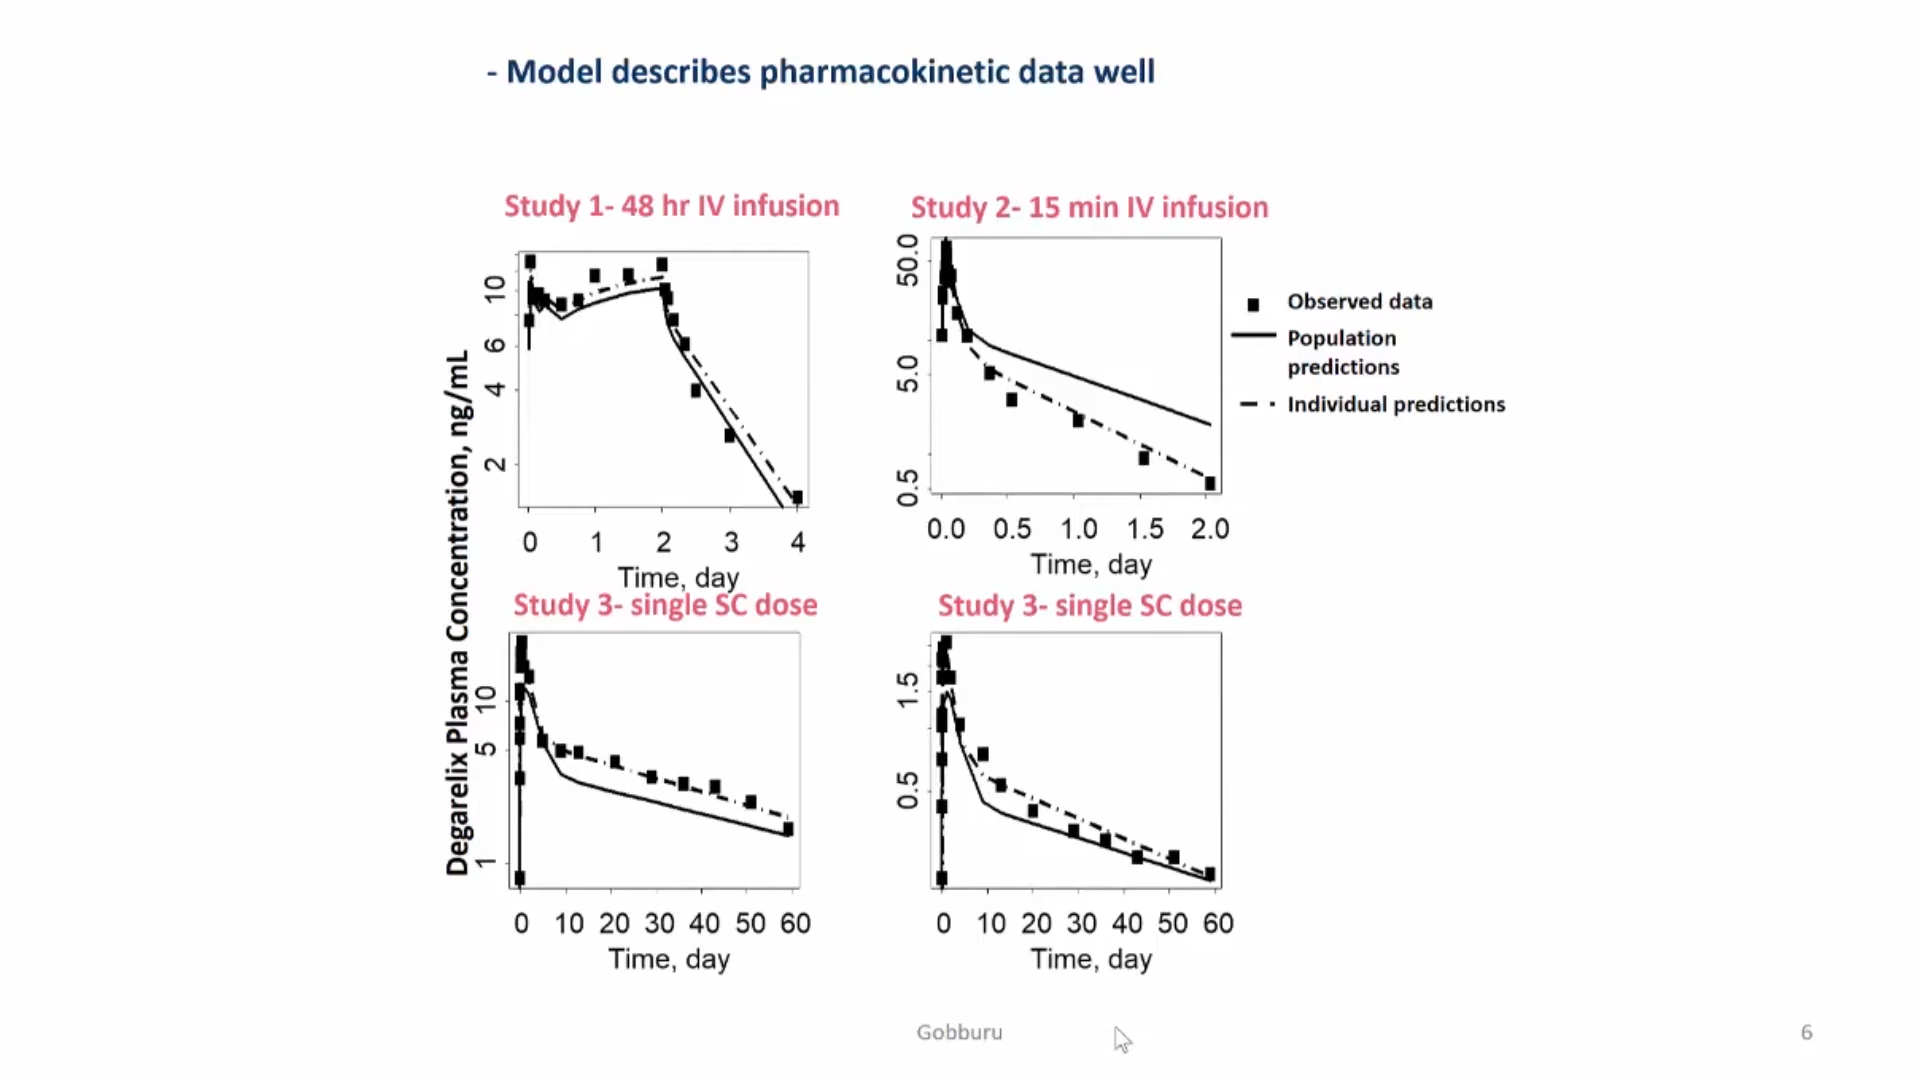 - Model describes pharmacokinetic data well
Study 1- 48 hr IV infusion
Study 2- 15 min IV infusion
Degarelix Plasma Concentration, ng/mL
10
6
4
2
0 1 2 3 4
Time, day
50.0
5.0
0.5
0.0 0.5 1.0 1.5 2.0
Time, day
Observed data
Population
predictions
Individual predictions
Study 3- single SC dose
Study 3- single SC dose
10
5
1
0 10 20 30 40 50 60
Time, day
1.5
0.5
0 10 20 30 40 50 60
Time, day
Gobburu
6